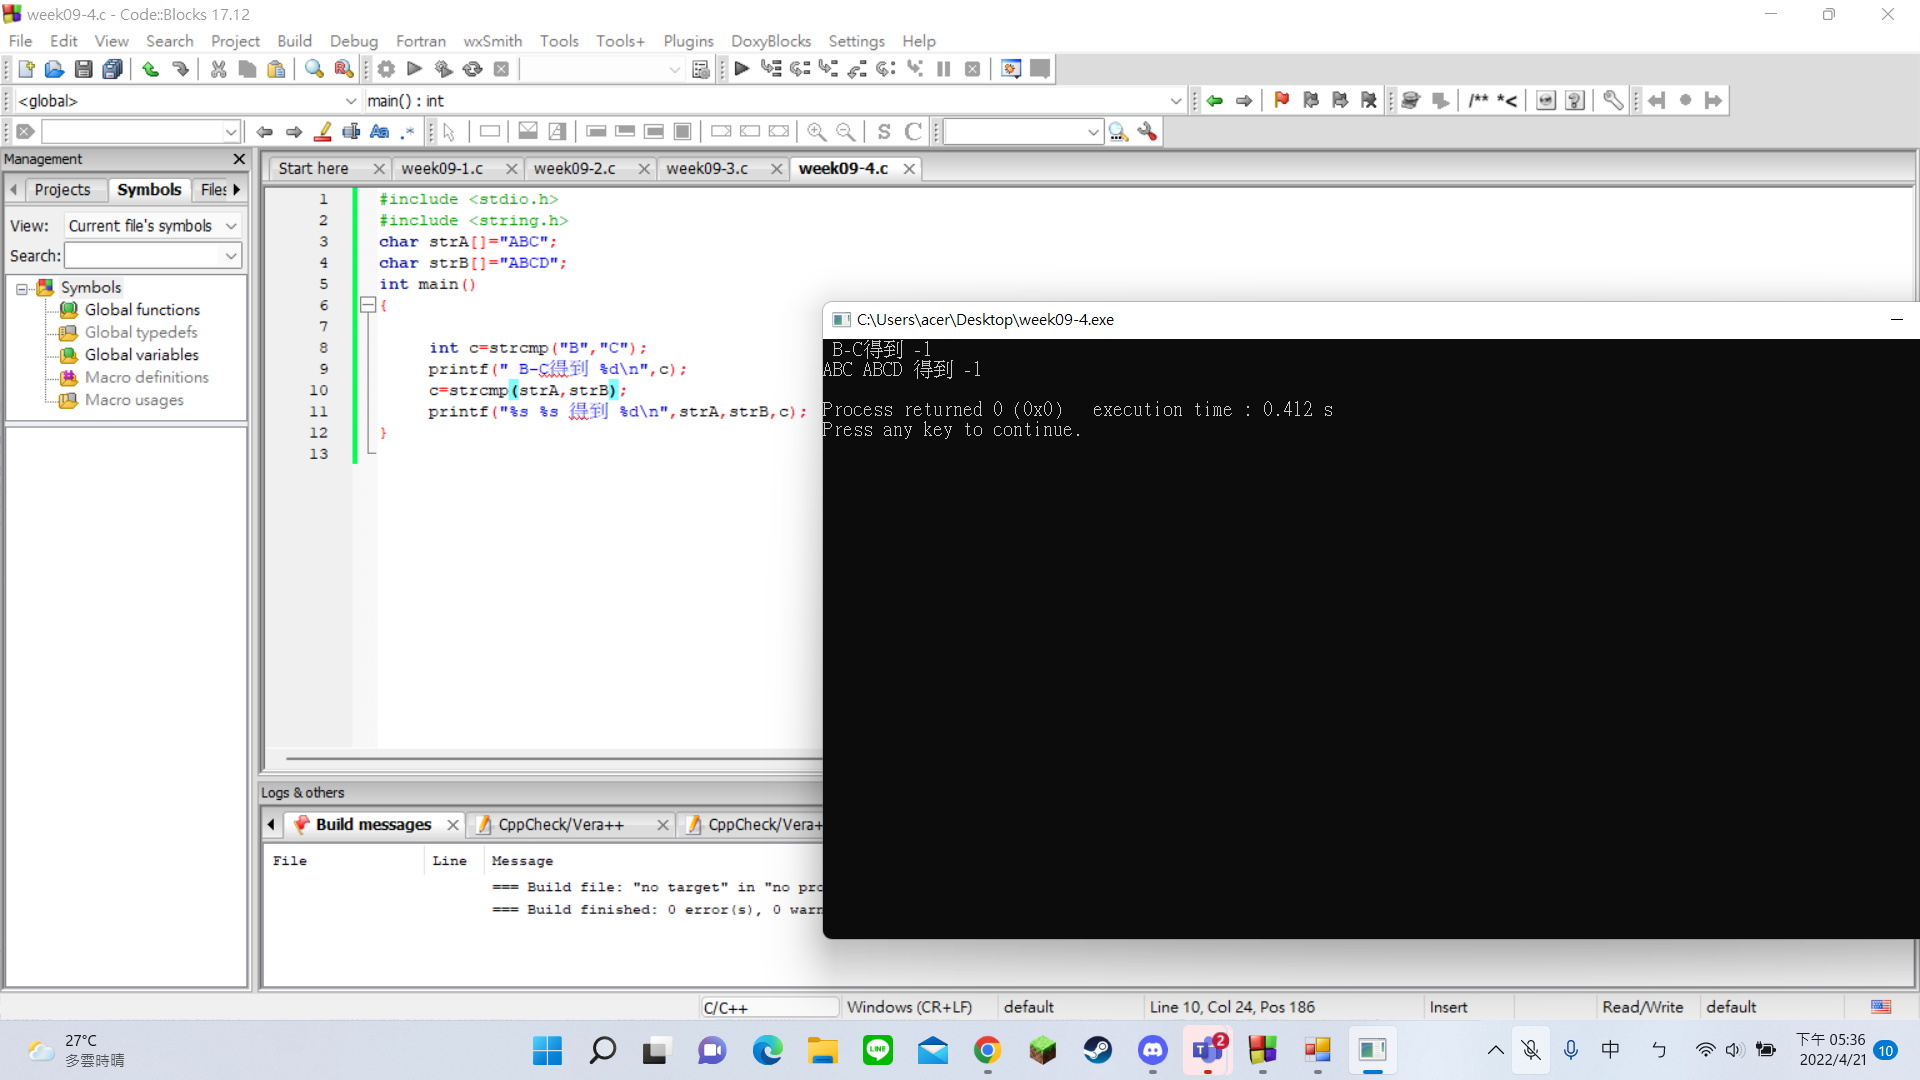 week09-4.c - Code::Blocks 17.12
File Edit View Search Project Build Debug Fortran wxSmith Tools Tools+ Plugins DoxyBlocks Settings Help
<global> main() : int
/** *<
Aa .*
S C
Management
Projects Symbols Files
View: Current file's symbols
Search:
Symbols
Global functions
Global typedefs
Global variables
Macro definitions
Macro usages
Start here week09-1.c week09-2.c week09-3.c week09-4.c
1 #include <stdio.h>
2 #include <string.h>
3 char strA[]="ABC";
4 char strB[]="ABCD";
5 int main()
6 {
7
8 int c=strcmp("B","C");
9 printf(" B-C得到 %d\n",c);
10 c=strcmp(strA,strB);
11 printf("%s %s 得到 %d\n",strA,strB,c);
12 }
13
C:\Users\acer\Desktop\week09-4.exe
B-C得到 -1
ABC ABCD 得到 -1
Process returned 0 (0x0) execution time : 0.412 s
Press any key to continue.
Logs & others
Build messages CppCheck/Vera++ CppCheck/Vera+
File Line Message
=== Build file: "no target" in "no pro
=== Build finished: 0 error(s), 0 warn
C/C++ Windows (CR+LF) default Line 10, Col 24, Pos 186 Insert Read/Write default
27°C
多雲時晴
LINE
2
中 ㄅ
下午 05:36
2022/4/21
10